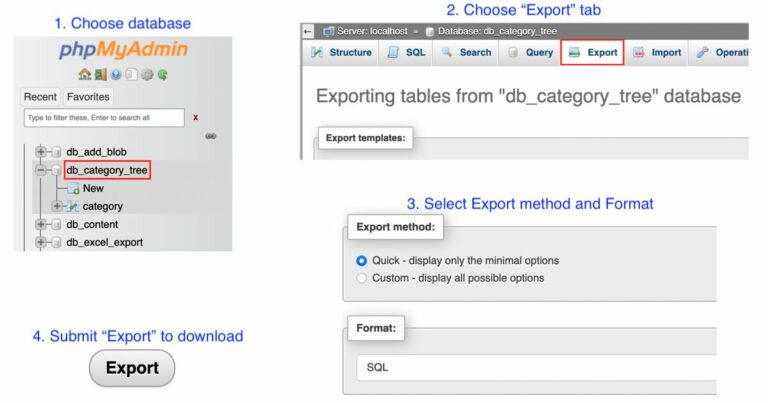 1. Choose database
phpMyAdmin
Recent Favorites
Type to filter these, Enter to search all X
db_add_blob
db_category_tree
New
category
db_content
db_excel_export
2. Choose “Export” tab
Server: localhost » Database: db_category_tree
Structure SQL Search Query Export Import Operati
Exporting tables from "db_category_tree" database
Export templates:
3. Select Export method and Format
Export method:
Quick - display only the minimal options
Custom - display all possible options
Format:
SQL
4. Submit “Export” to download
Export